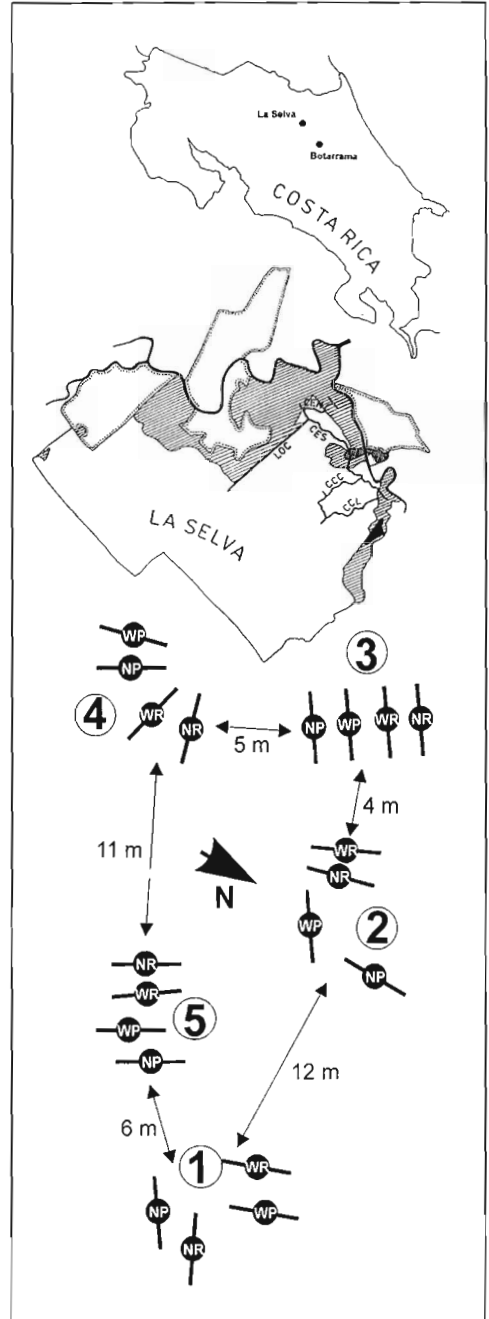 La Selva
Botarrama
COSTA RICA
LOC
CES
CCC
CCL
LA SELVA
WP
NP
4
WR
NR
5 m
3
NP
WP
WR
NR
4 m
11 m
N
WR
NR
WP
2
NP
NR
WR
5
WP
NP
12 m
6 m
1
WR
NP
WP
NR